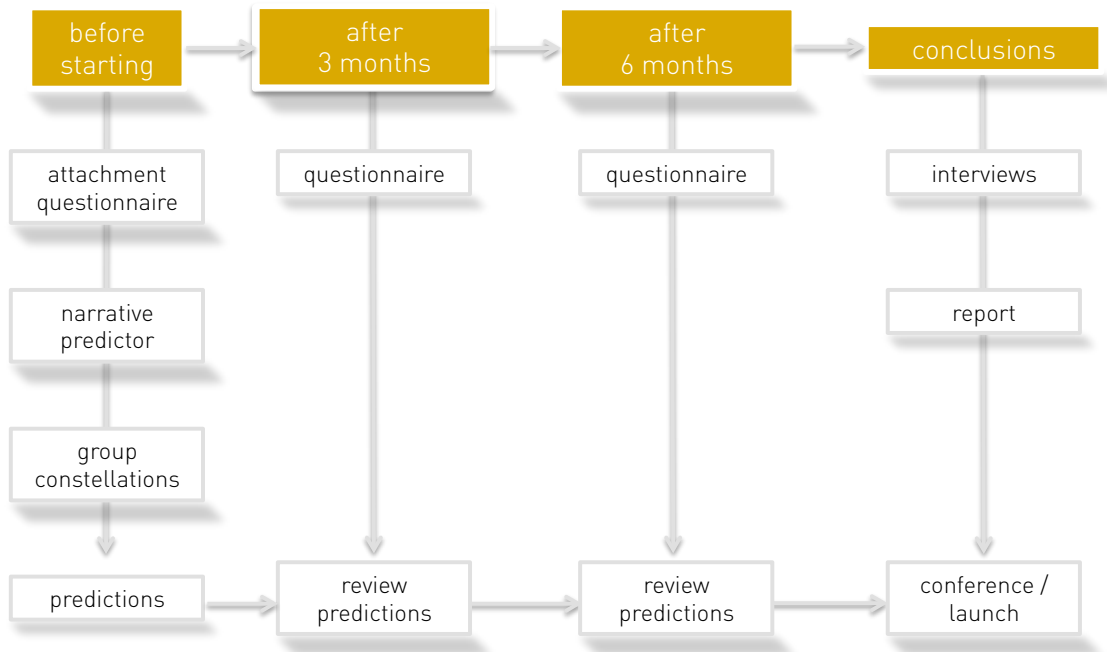 before
starting
after
3 months
after
6 months
conclusions
attachment
questionnaire
questionnaire
questionnaire
interviews
narrative
predictor
report
group
constellations
predictions
review
predictions
review
predictions
conference /
launch